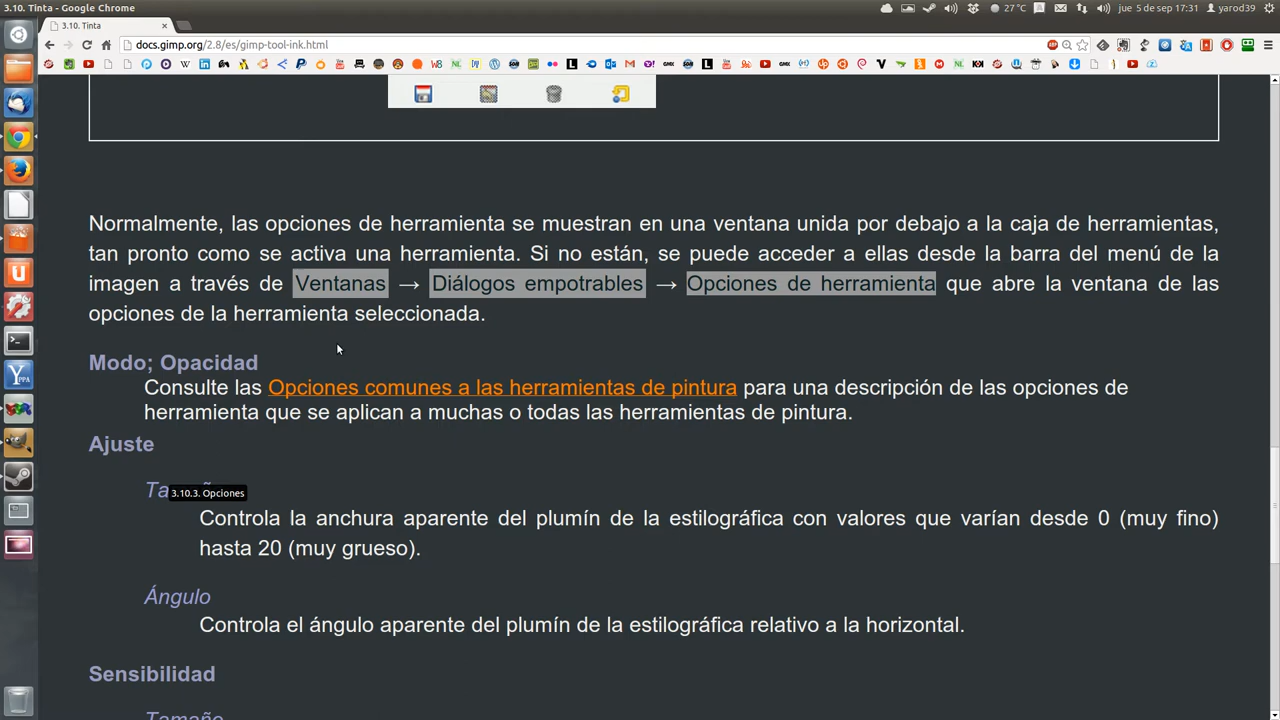 3.10. Tinta - Google Chrome
27 °C
A
jue 5 de sep 17:31
yarod39
3.10. Tinta
docs.gimp.org/2.8/es/gimp-tool-ink.html
Normalmente, las opciones de herramienta se muestran en una ventana unida por debajo a la caja de herramientas,
tan pronto como se activa una herramienta. Si no están, se puede acceder a ellas desde la barra del menú de la
imagen a través de Ventanas → Diálogos empotrables → Opciones de herramienta que abre la ventana de las
opciones de la herramienta seleccionada.
Modo; Opacidad
Consulte las Opciones comunes a las herramientas de pintura para una descripción de las opciones de
herramienta que se aplican a muchas o todas las herramientas de pintura.
Ajuste
3.10.3. Opciones
Controla la anchura aparente del plumín de la estilográfica con valores que varían desde 0 (muy fino)
hasta 20 (muy grueso).
Ángulo
Controla el ángulo aparente del plumín de la estilográfica relativo a la horizontal.
Sensibilidad
Tamaño